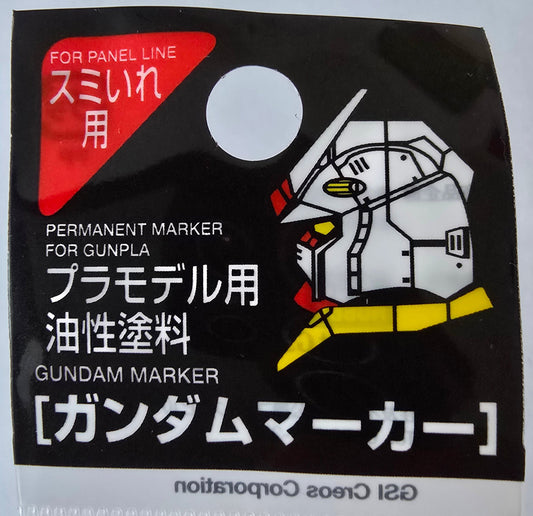 FOR PANEL LINE
スミいれ
用
PERMANENT MARKER
FOR GUNPLA
プラモデル用
油性塗料
GUNDAM MARKER
[ガンダムマーカー]
GSI Creos Corporation